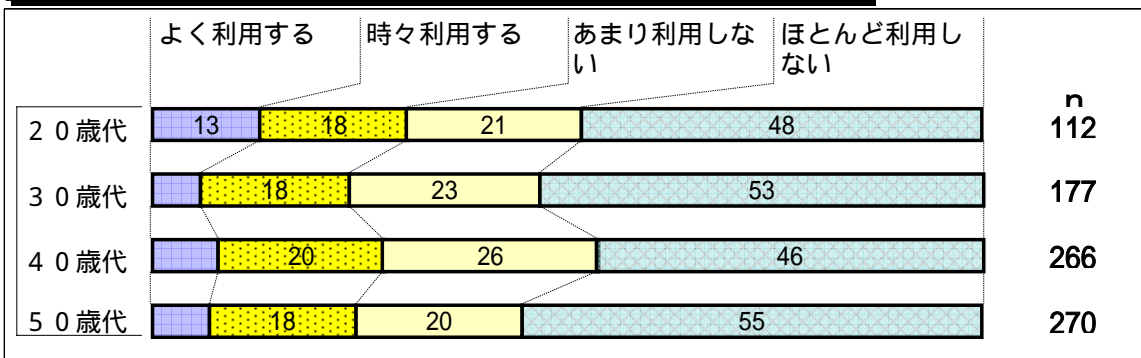 よく利用する 時々利用する あまり利用しな ほとんど利用し
い ない
n
２０歳代 13 18 21 48 112
３０歳代 18 23 53 177
４０歳代 20 26 46 266
５０歳代 18 20 55 270